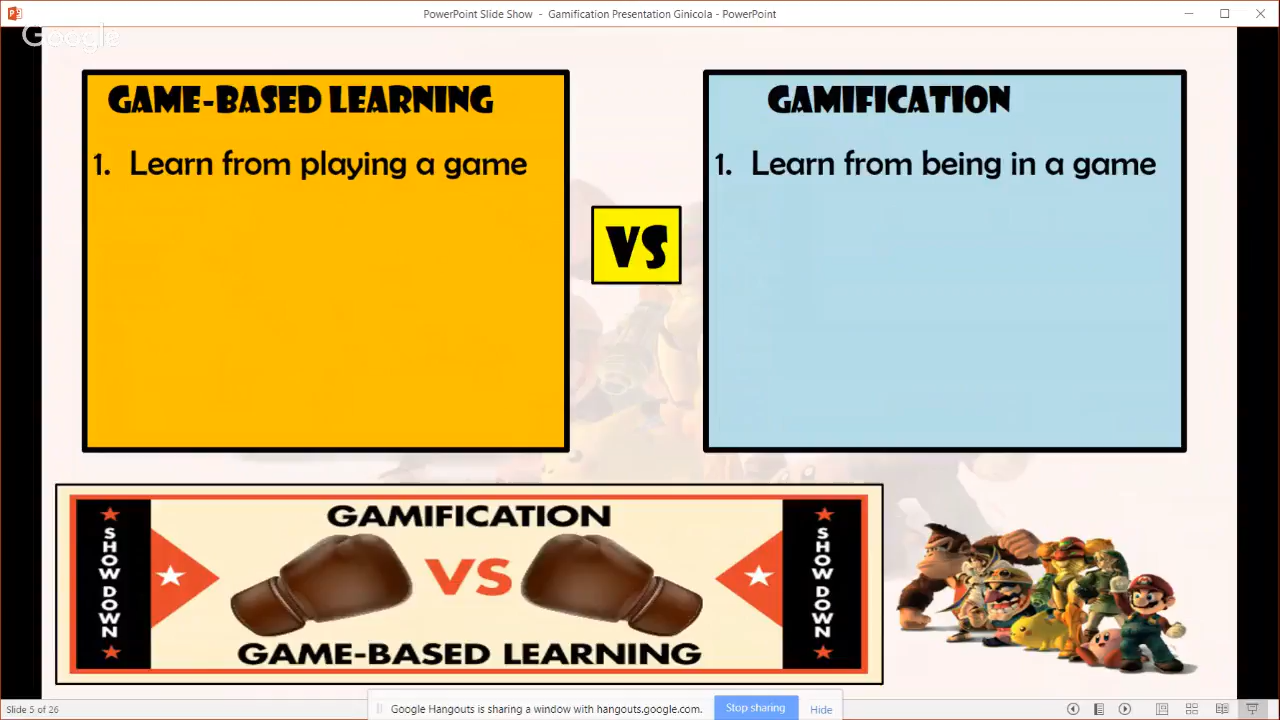 PowerPoint Slide Show - Gamification Presentation Ginicola - PowerPoint
Google
GAME-BASED LEARNING
1. Learn from playing a game
VS
GAMIFICATION
1. Learn from being in a game
SHOW DOWN
GAMIFICATION
VS
GAME-BASED LEARNING
SHOW DOWN
Google Hangouts is sharing a window with hangouts.google.com.
Stop sharing
Hide
Slide 5 of 26